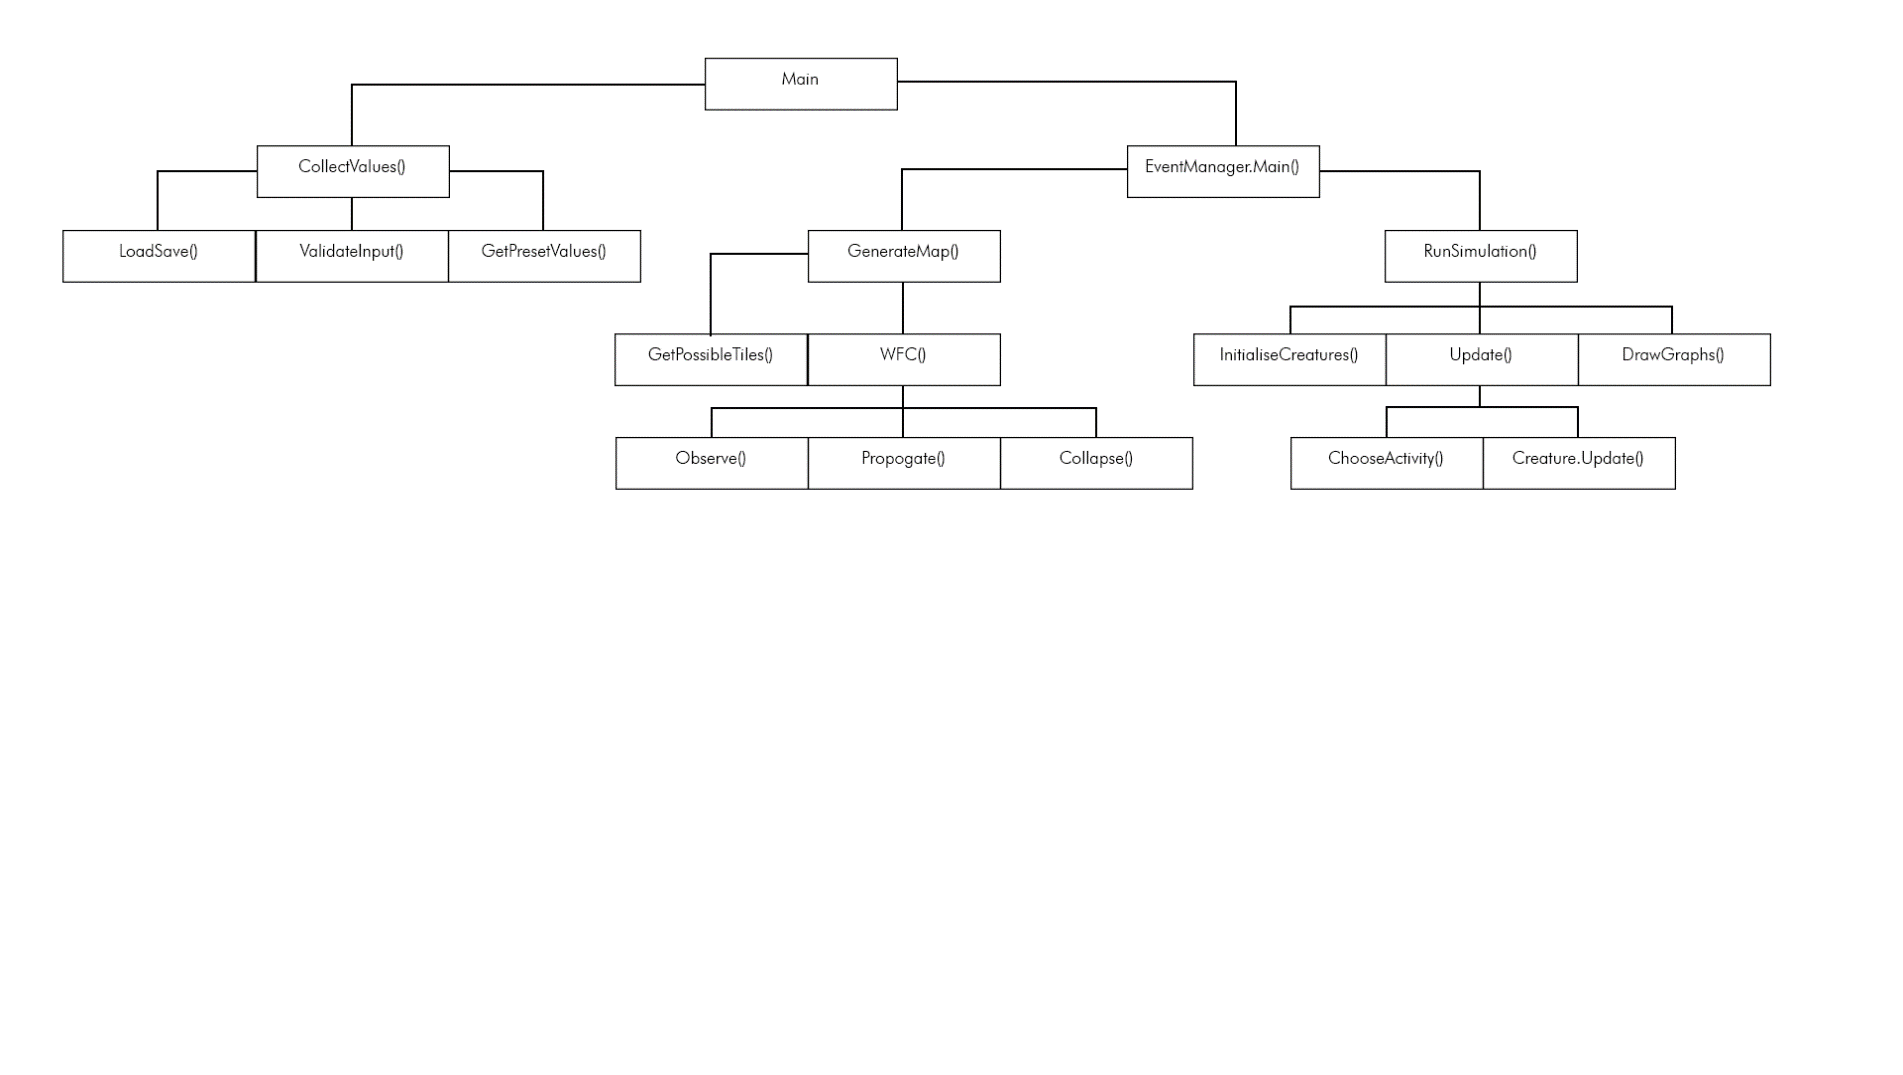 Main
CollectValues()
EventManager.Main()
LoadSave()
ValidateInput()
GetPresetValues()
GenerateMap()
RunSimulation()
GetPossibleTiles()
WFC()
InitialiseCreatures()
Update()
DrawGraphs()
Observe()
Propogate()
Collapse()
ChooseActivity()
Creature.Update()